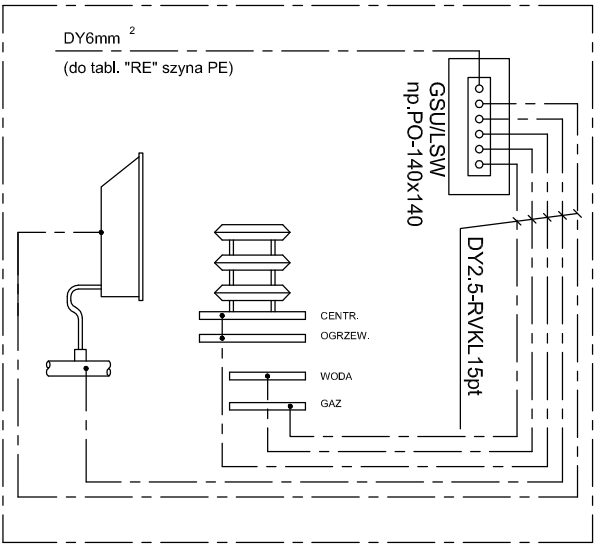 DY6mm 2
(do tabl. "RE" szyna PE)
GSU/LSW
np.PO-140x140
DY2.5-RVKL15pt
CENTR.
OGRZEW.
WODA
GAZ